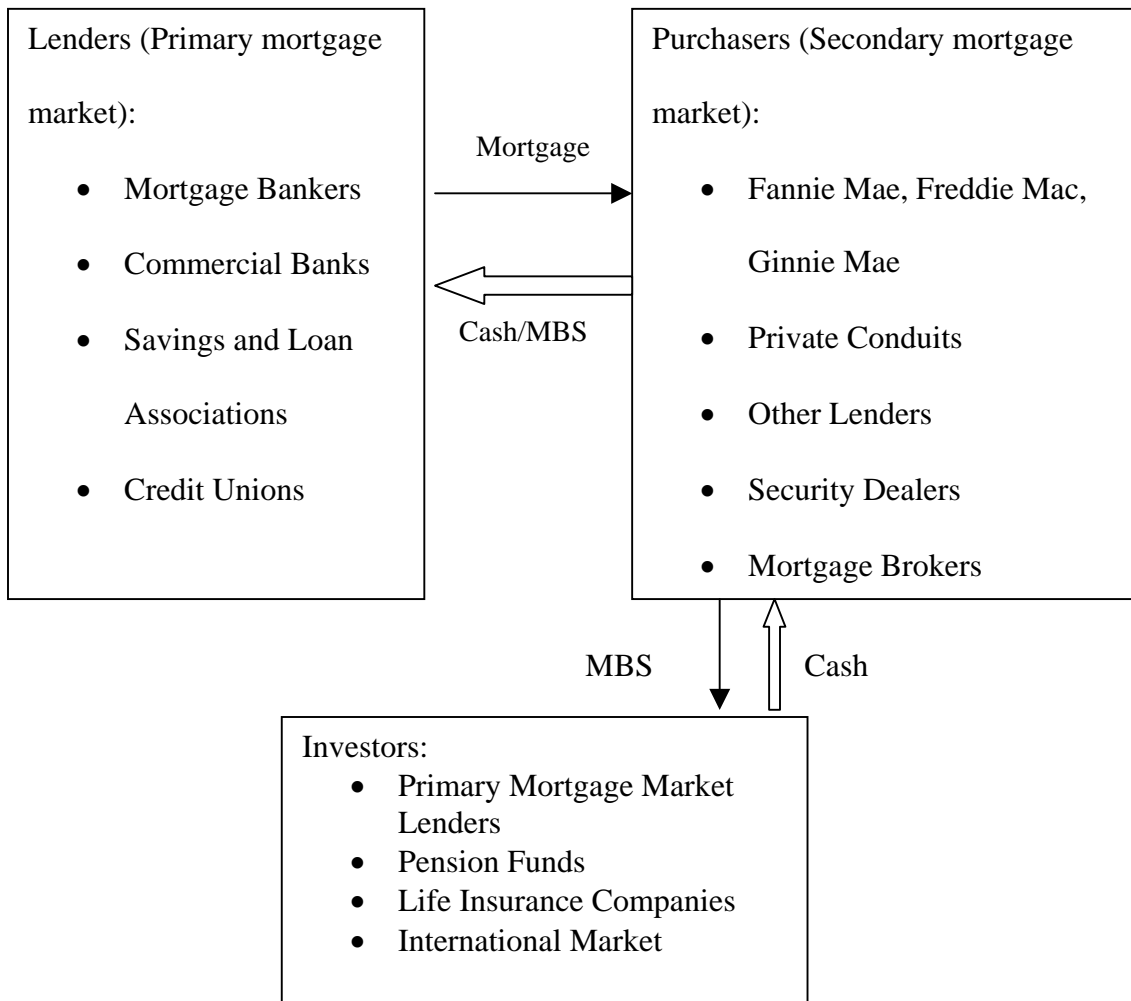 Lenders (Primary mortgage
market):
• Mortgage Bankers
• Commercial Banks
• Savings and Loan
Associations
• Credit Unions
Mortgage
Cash/MBS
Purchasers (Secondary mortgage
market):
• Fannie Mae, Freddie Mac,
Ginnie Mae
• Private Conduits
• Other Lenders
• Security Dealers
• Mortgage Brokers
MBS
Cash
Investors:
• Primary Mortgage Market
Lenders
• Pension Funds
• Life Insurance Companies
• International Market